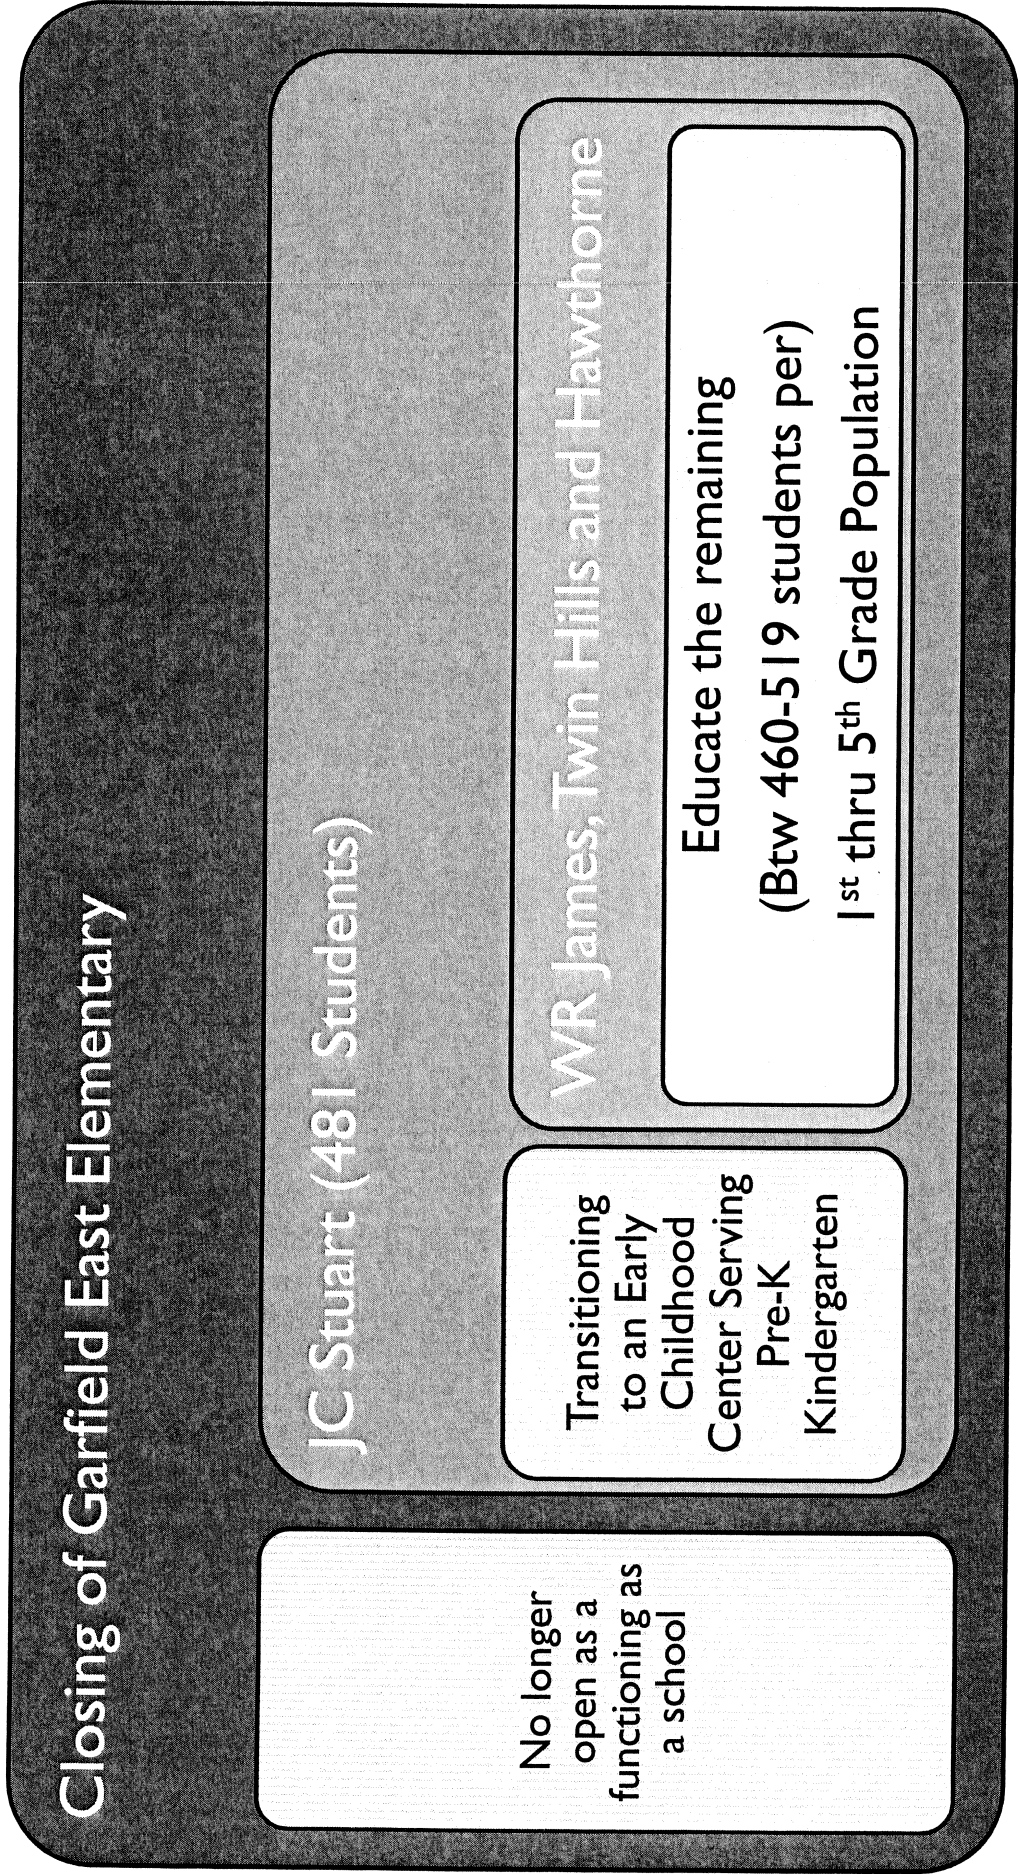 Closing of Garfield East Elementary
No longer
open as a
functioning as
a school
JC Stuart (481 Students)
Transitioning
to an Early
Childhood
Center Serving
Pre-K
Kindergarten
WR James, Twin Hills and Hawthorne
Educate the remaining
(Btw 460-519 students per)
1st thru 5th Grade Population